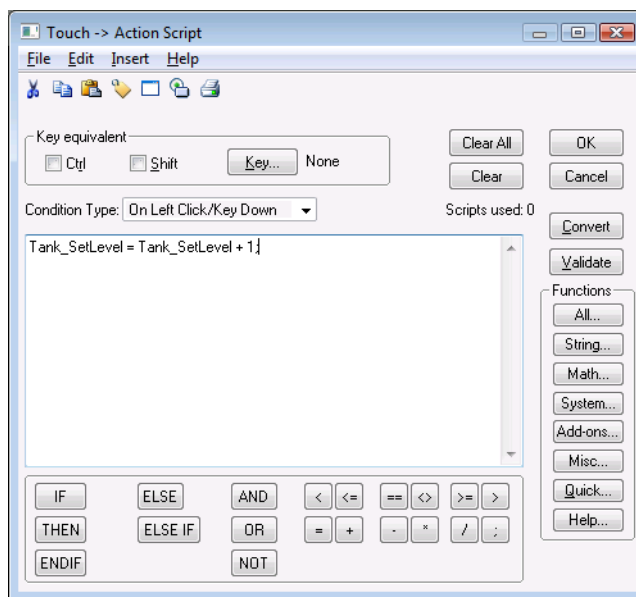 Touch -> Action Script
File Edit Insert Help
Key equivalent
Ctrl Shift Key... None
Clear All
OK
Clear
Cancel
Condition Type: On Left Click/Key Down
Scripts used: 0
Convert
Validate
Tank_SetLevel = Tank_SetLevel + 1;
Functions
All...
String...
Math...
System...
Add-ons...
Misc...
Quick...
Help...
IF ELSE AND < <= == <> >= >
THEN ELSE IF OR = + - * / ;
ENDIF NOT